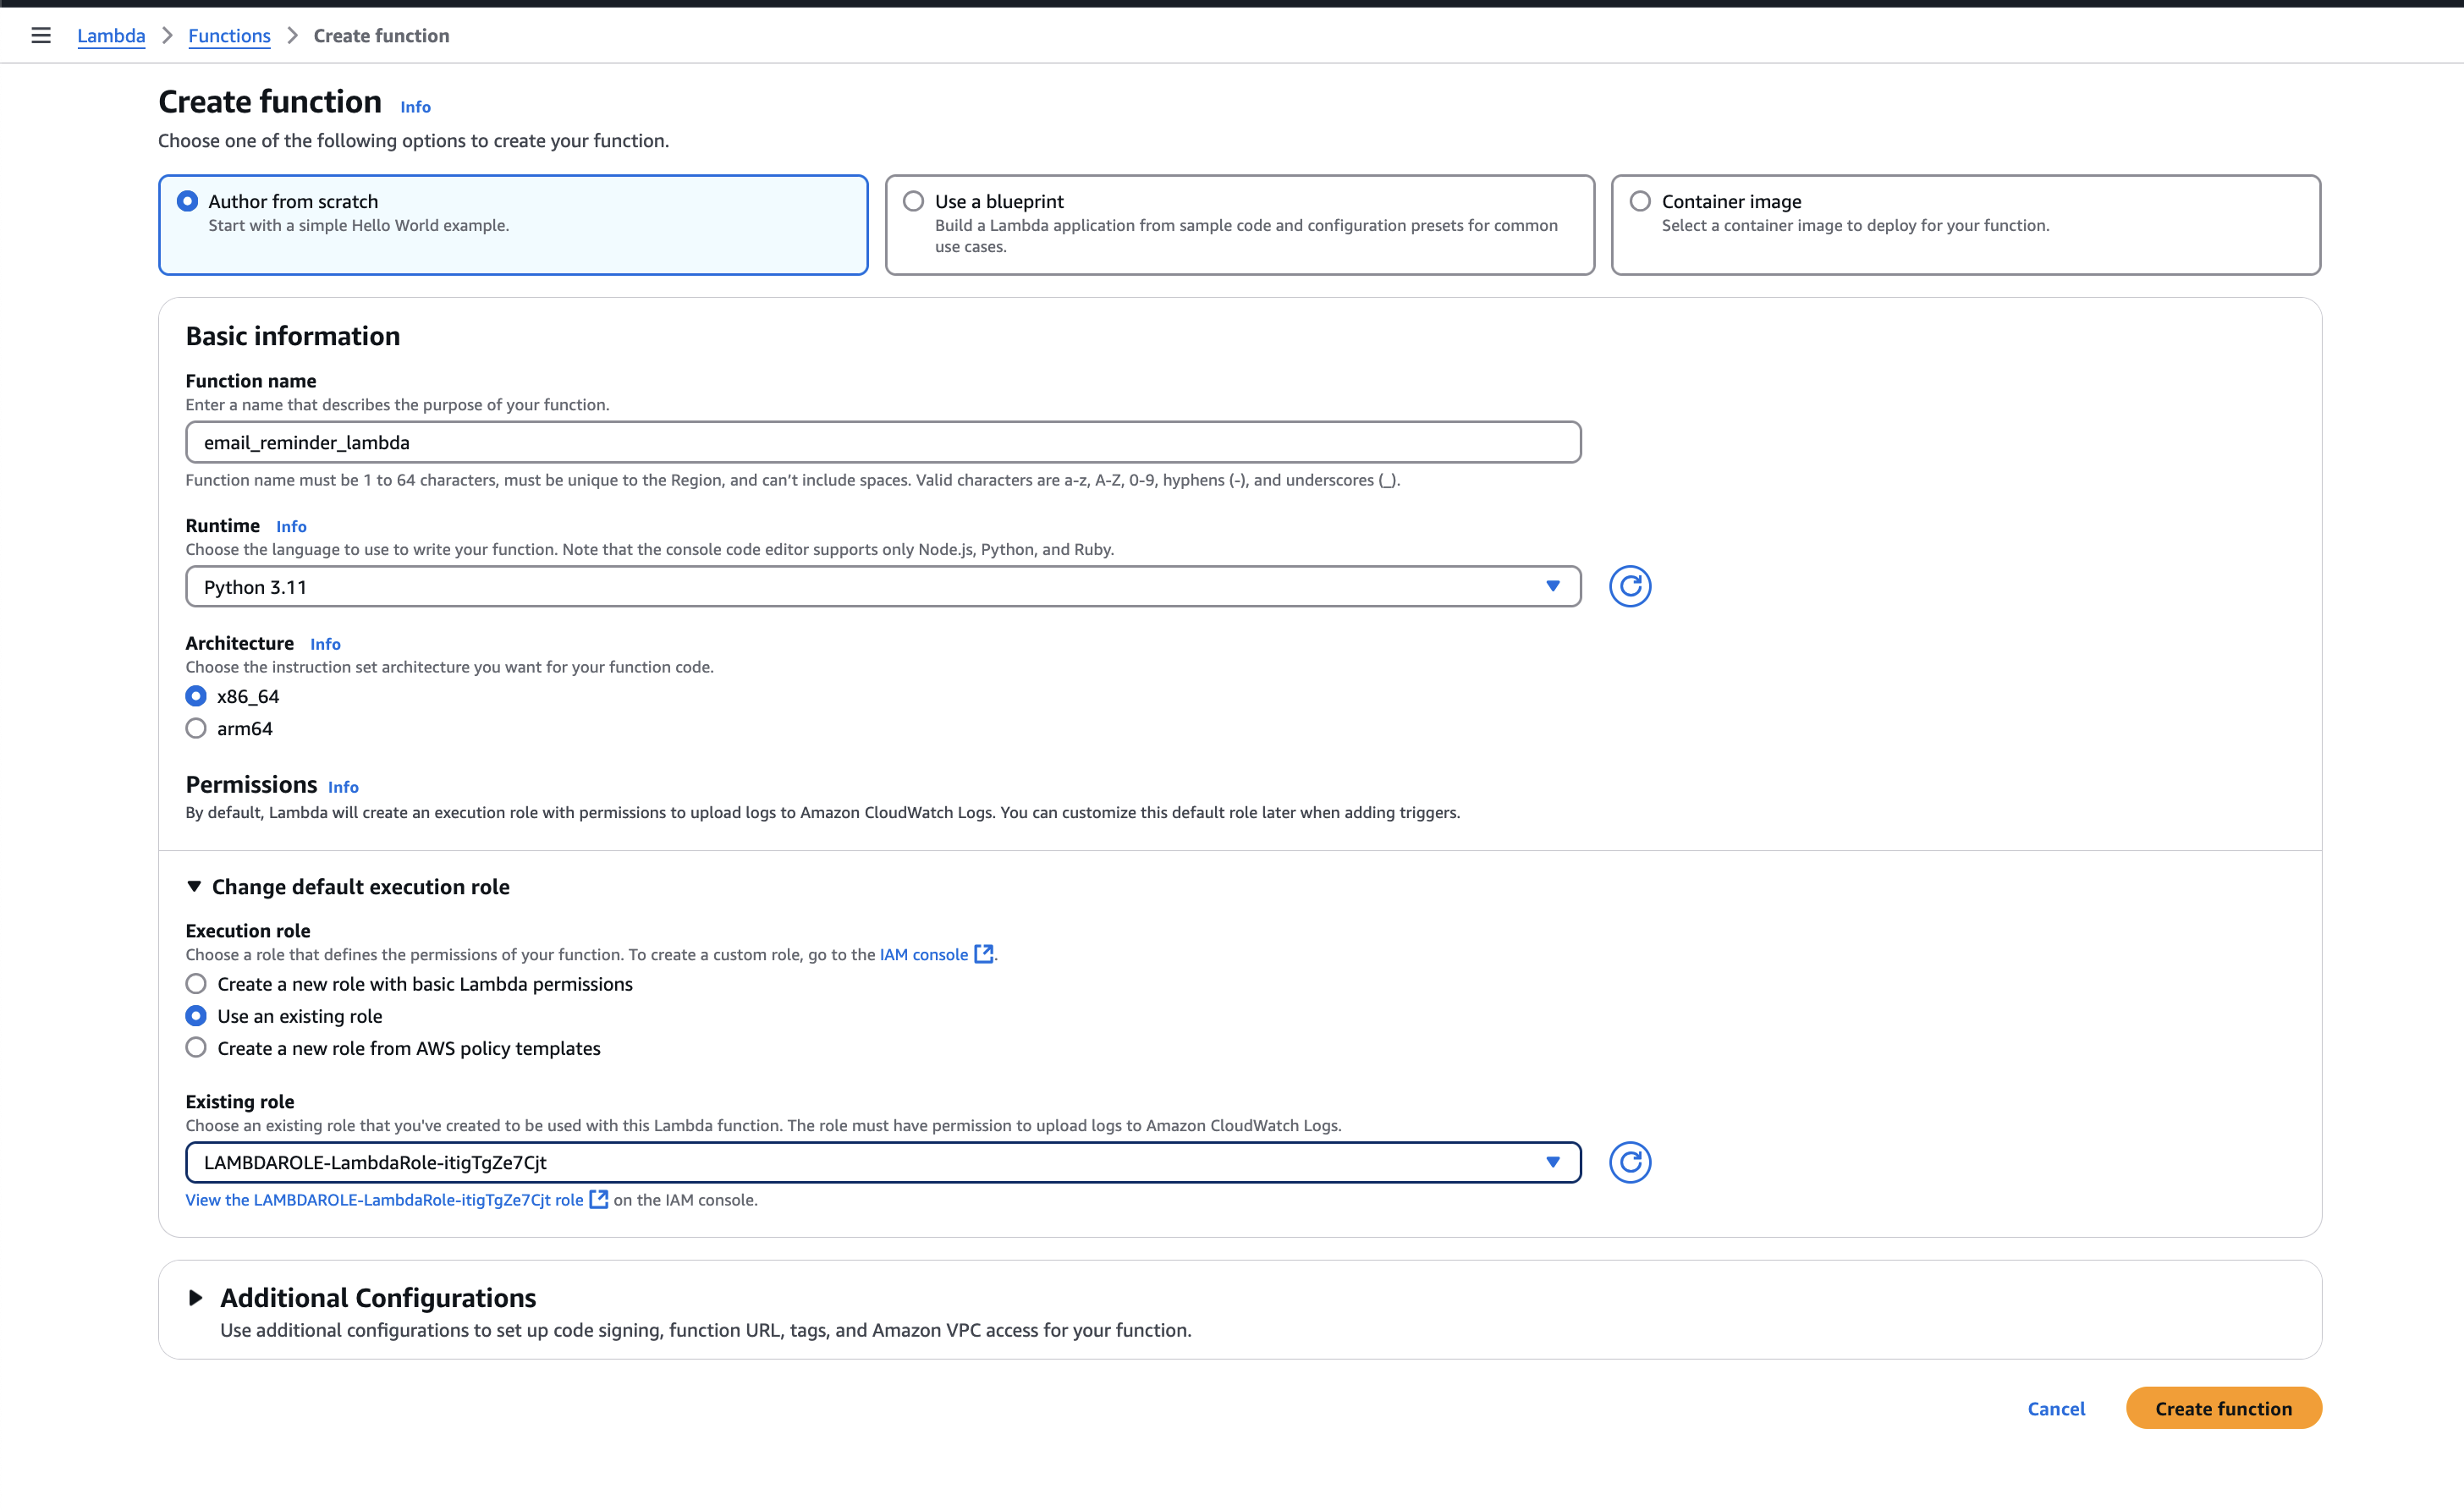 Lambda > Functions > Create function
Create function Info
Choose one of the following options to create your function.
Author from scratch
Start with a simple Hello World example.
Use a blueprint
Build a Lambda application from sample code and configuration presets for common
use cases.
Container image
Select a container image to deploy for your function.
Basic information
Function name
Enter a name that describes the purpose of your function.
email_reminder_lambda
Function name must be 1 to 64 characters, must be unique to the Region, and can't include spaces. Valid characters are a-z, A-Z, 0-9, hyphens (-), and underscores (_).
Runtime Info
Choose the language to use to write your function. Note that the console code editor supports only Node.js, Python, and Ruby.
Python 3.11
Architecture Info
Choose the instruction set architecture you want for your function code.
x86_64
arm64
Permissions Info
By default, Lambda will create an execution role with permissions to upload logs to Amazon CloudWatch Logs. You can customize this default role later when adding triggers.
Change default execution role
Execution role
Choose a role that defines the permissions of your function. To create a custom role, go to the IAM console.
Create a new role with basic Lambda permissions
Use an existing role
Create a new role from AWS policy templates
Existing role
Choose an existing role that you've created to be used with this Lambda function. The role must have permission to upload logs to Amazon CloudWatch Logs.
LAMBDAROLE-LambdaRole-itigTgZe7Cjt
View the LAMBDAROLE-LambdaRole-itigTgZe7Cjt role on the IAM console.
Additional Configurations
Use additional configurations to set up code signing, function URL, tags, and Amazon VPC access for your function.
Cancel
Create function